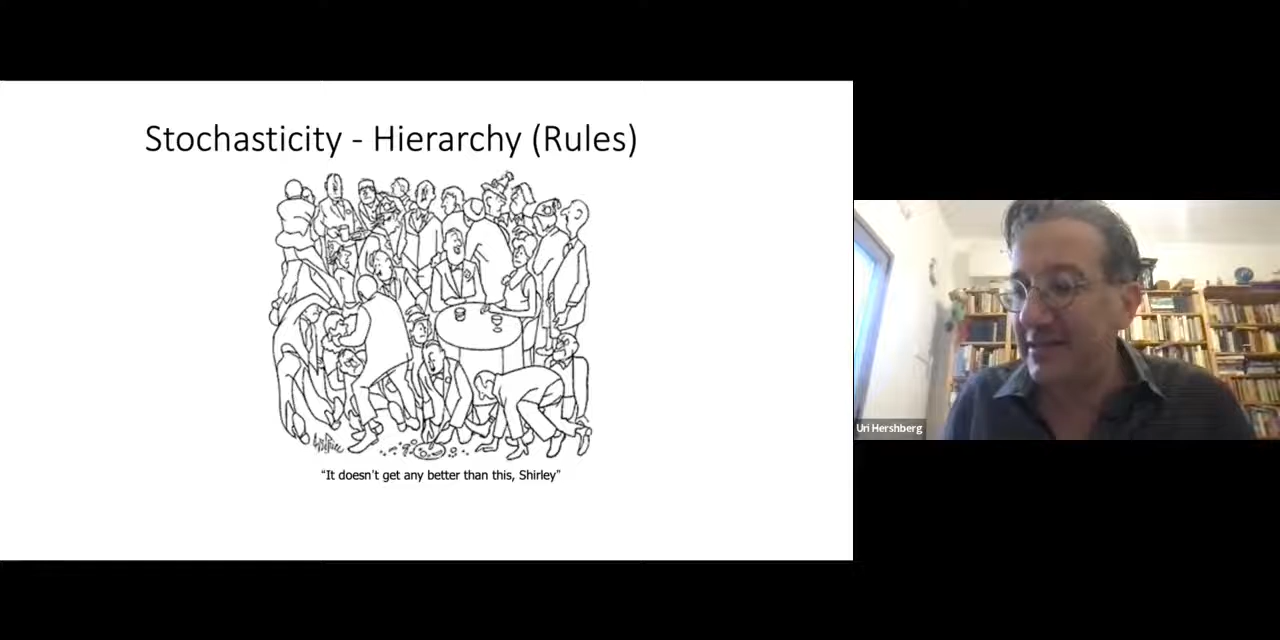 Stochasticity - Hierarchy (Rules)
"It doesn't get any better than this, Shirley"
Uri Hershberg